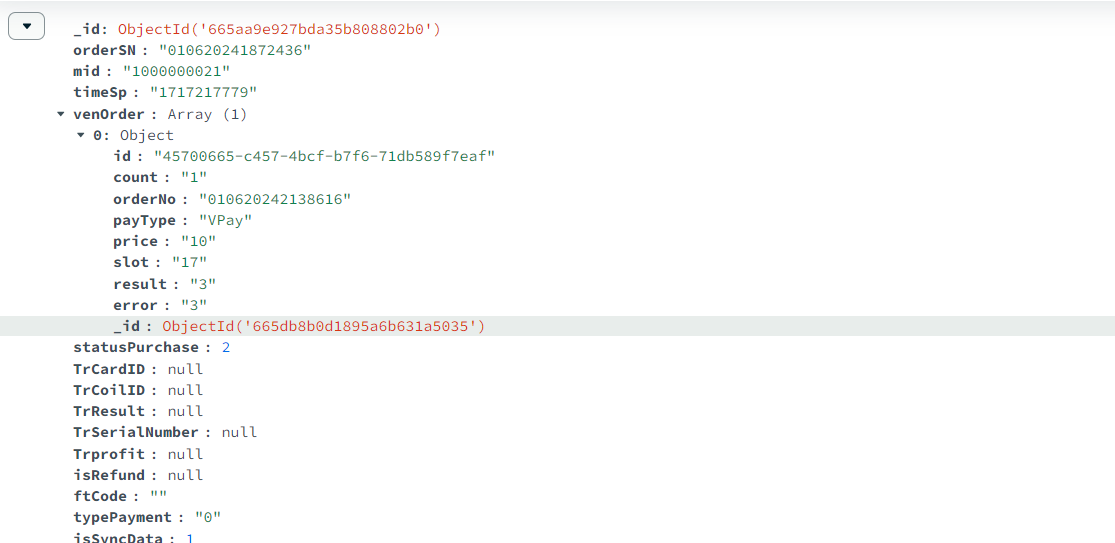 _id: ObjectId('665aa9e927bda35b808802b0')
orderSN : "010620241872436"
mid : "1000000021"
timeSp : "1717217779"
venOrder : Array (1)
0: Object
id : "45700665-c457-4bcf-b7f6-71db589f7eaf"
count : "1"
orderNo : "010620242138616"
payType : "VPay"
price : "10"
slot : "17"
result : "3"
error : "3"
_id : ObjectId('665db8b0d1895a6b631a5035')
statusPurchase : 2
TrCardID : null
TrCoilID : null
TrResult : null
TrSerialNumber : null
Trprofit : null
isRefund : null
ftCode : ""
typePayment : "0"
isSyncData : 1